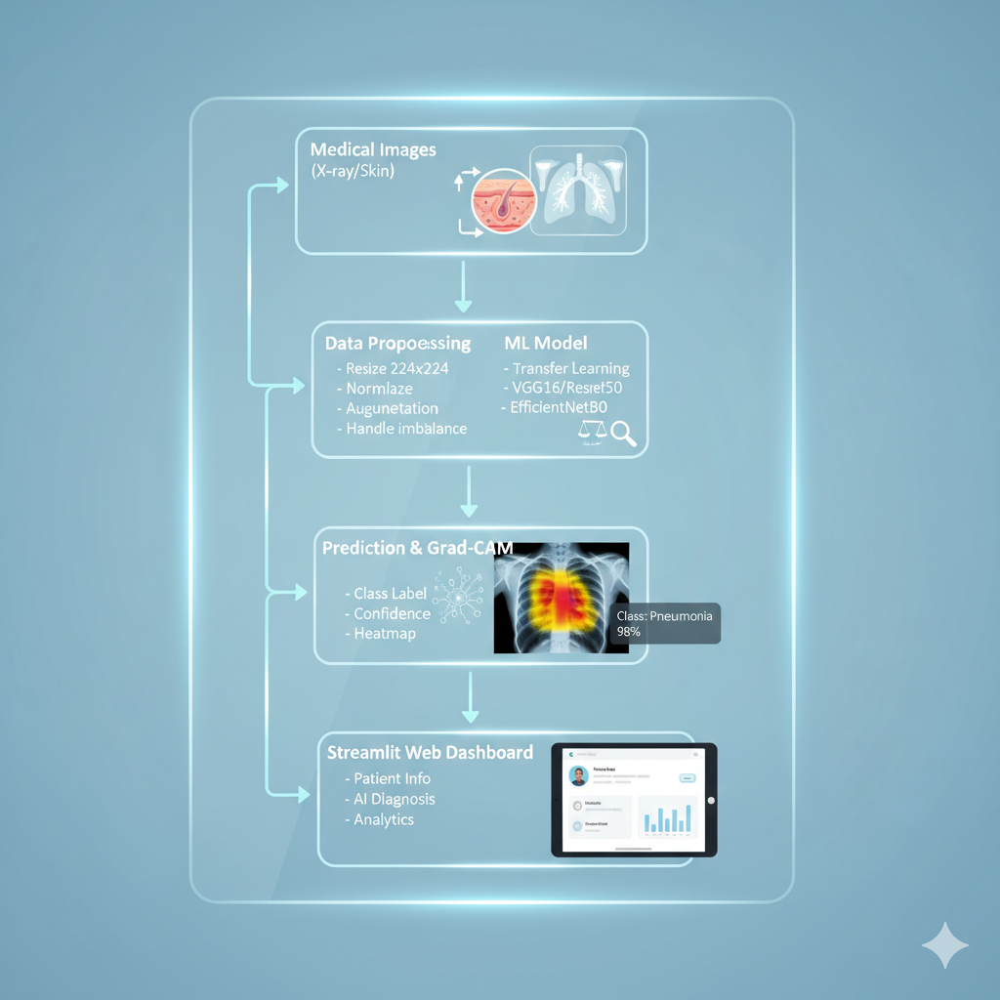 Medical Images
(X-ray/Skin)
Data Propoessing
- Resize 224x224
- Normlaze
- Augunetation
- Handle imbalance
ML Model
- Transfer Learning
- VGG16/Resref50
- EfficientNetB0
Prediction & Grad-CAM
- Class Label
- Confidence
- Heatmap
Class: Pneumonia
98%
Streamlit Web Dashboard
- Patient Info
- AI Diagnosis
- Analytics